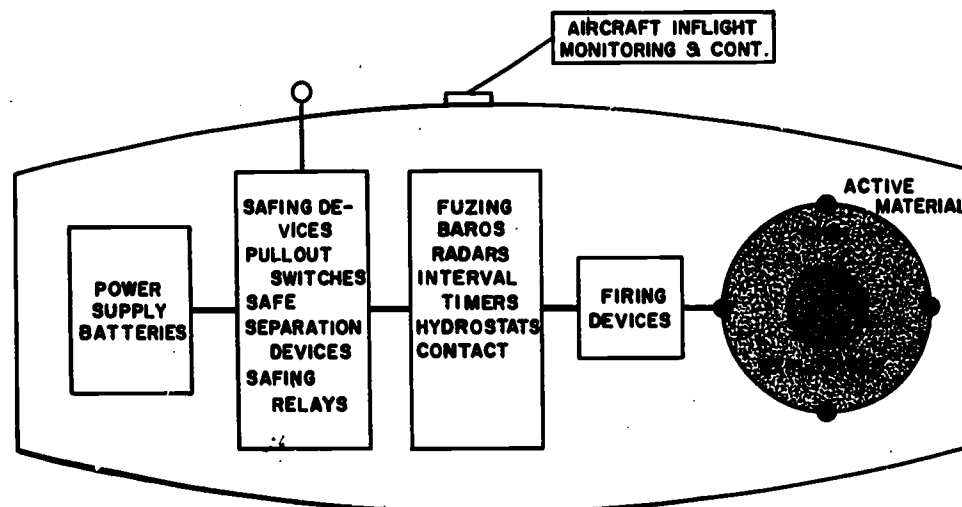 AIRCRAFT INFLIGHT
MONITORING & CONT.
POWER
SUPPLY
BATTERIES
SAFING DE-
VICES
PULLOUT
SWITCHES
SAFE
SEPARATION
DEVICES
SAFING
RELAYS
FUZING
BAROS
RADARS
INTERVAL
TIMERS
HYDROSTATS
CONTACT
FIRING
DEVICES
ACTIVE
MATERIAL